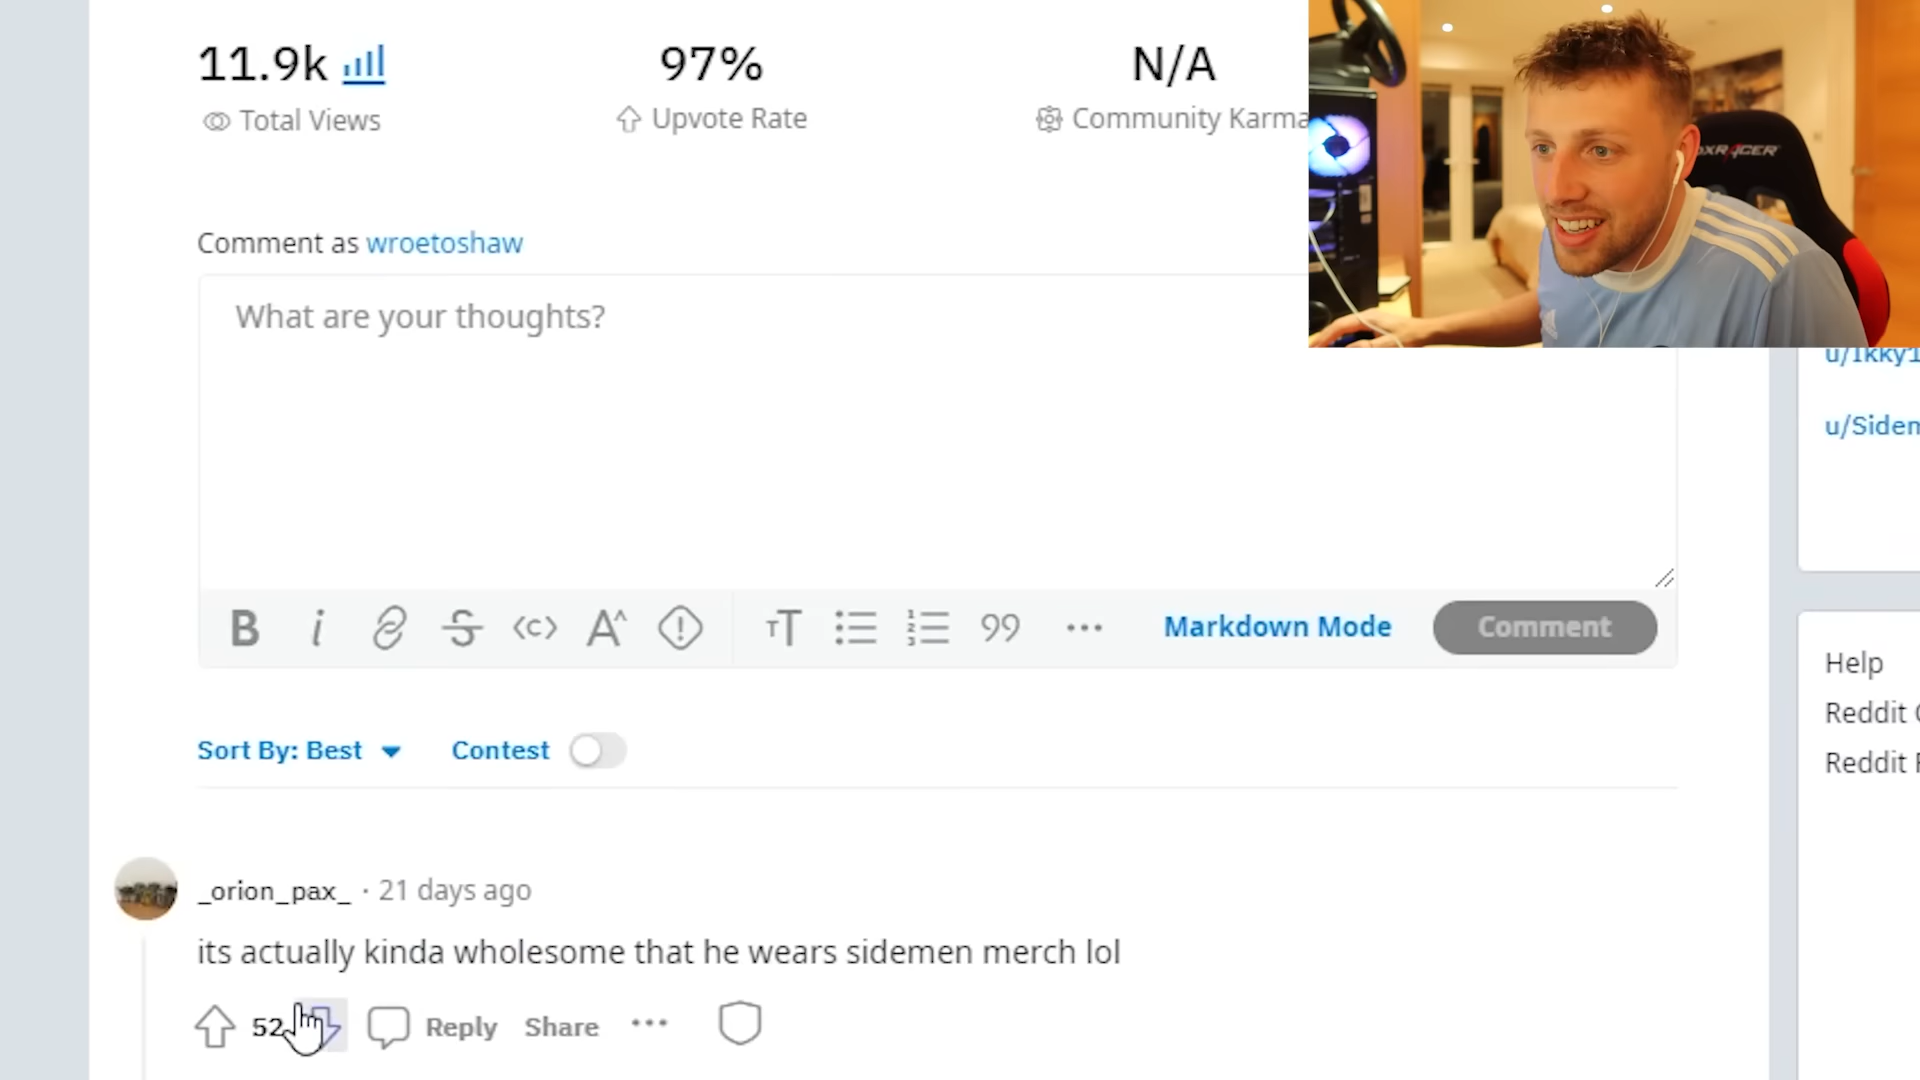 11.9k
97%
N/A
Total Views
Upvote Rate
Community Karma
Comment as wroetoshaw
What are your thoughts?
B i
99
Markdown Mode
Comment
Sort By: Best
Contest
_orion_pax_ · 21 days ago
its actually kinda wholesome that he wears sidemen merch lol
52
Reply
Share
u/Sidem
Help
Reddit
Reddit